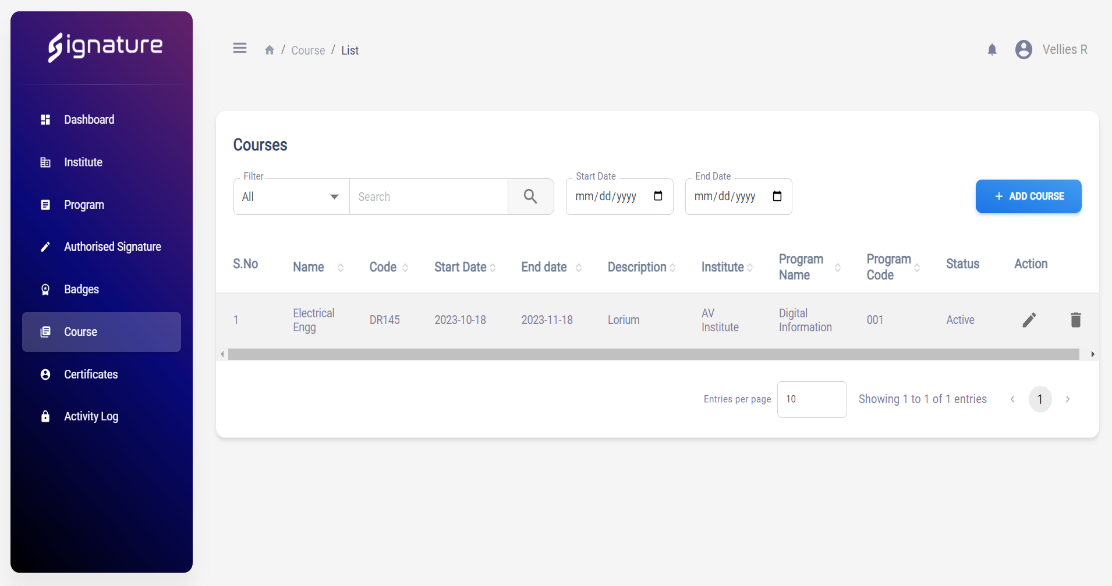 Signature
Dashboard
Institute
Program
Authorised Signature
Badges
Course
Certificates
Activity Log
/ Course / List
Vellies R
Courses
Filter
All
Search
Start Date
mm/dd/yyyy
End Date
mm/dd/yyyy
+ ADD COURSE
S.No Name Code Start Date End date Description Institute Program Name Program Code Status Action
1 Electrical Engg DR145 2023-10-18 2023-11-18 Lorium AV Institute Digital Information 001 Active
Entries per page 10 Showing 1 to 1 of 1 entries ‹ 1 ›